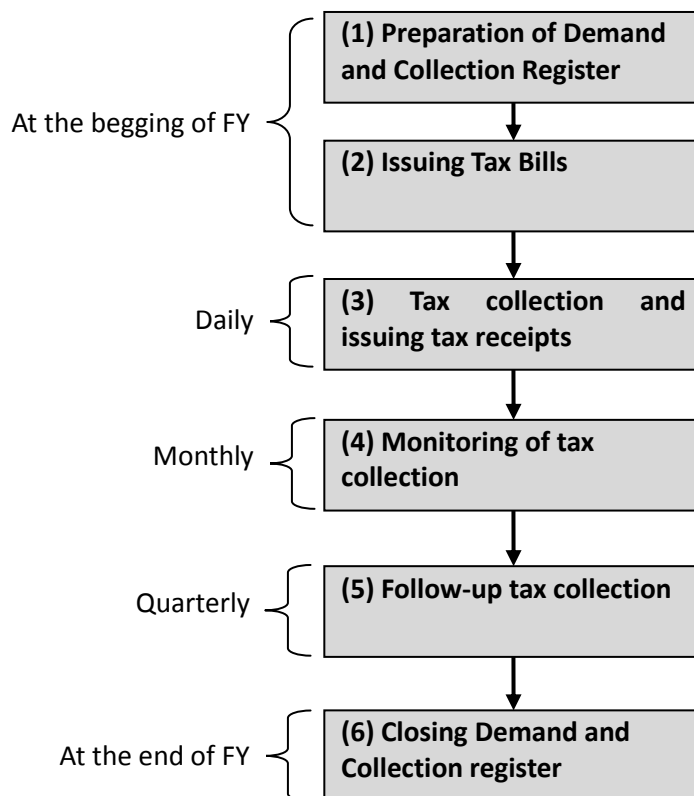 (1) Preparation of Demand
and Collection Register
At the begging of FY
(2) Issuing Tax Bills
(3) Tax collection and
issuing tax receipts
Daily
(4) Monitoring of tax
collection
Monthly
(5) Follow-up tax collection
Quarterly
(6) Closing Demand and
Collection register
At the end of FY